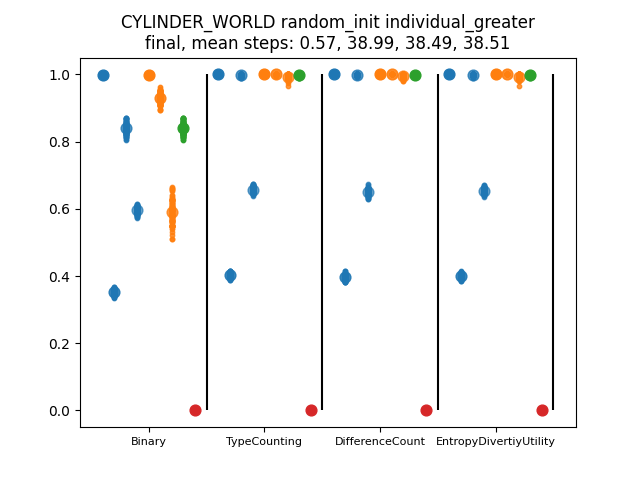 CYLINDER_WORLD random_init individual_greater
final, mean steps: 0.57, 38.99, 38.49, 38.51
1.0
0.8
0.6
0.4
0.2
0.0
Binary TypeCounting DifferenceCount EntropyDivertiyUtility